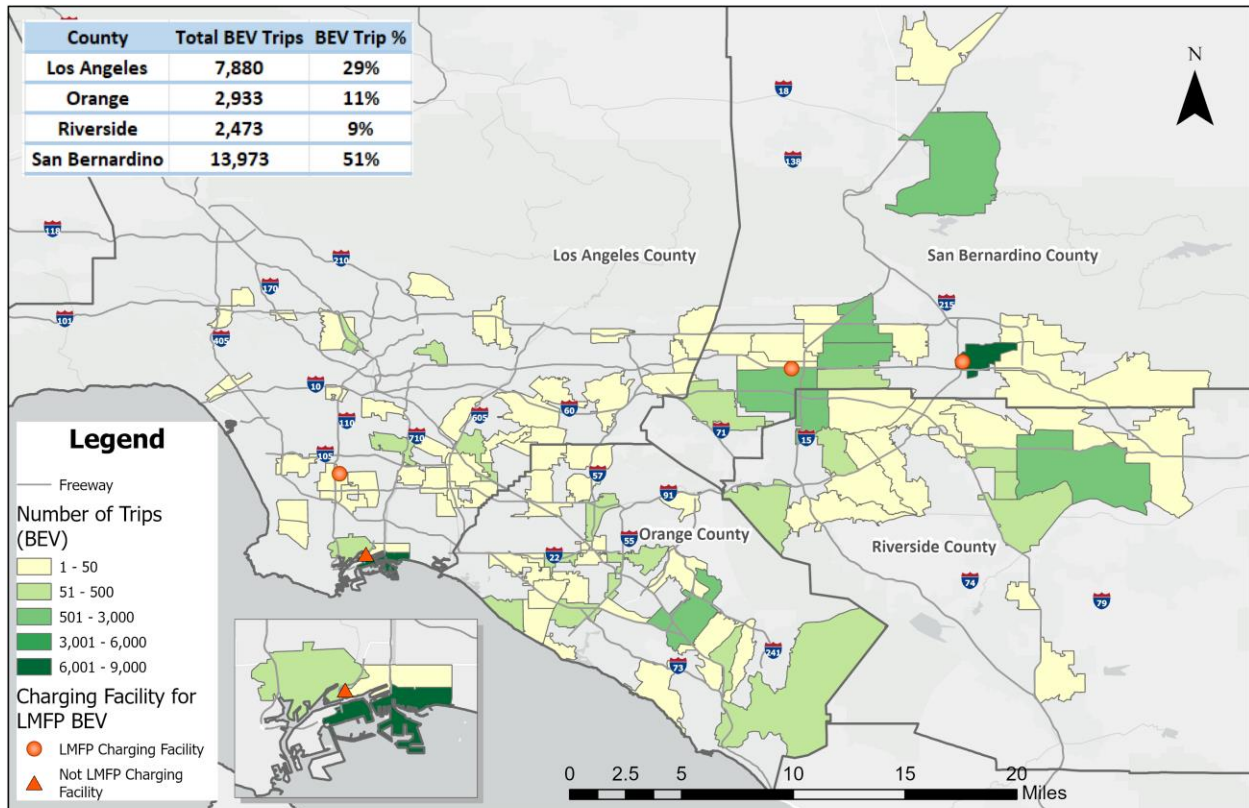 County Total BEV Trips BEV Trip %
Los Angeles 7,880 29%
Orange 2,933 11%
Riverside 2,473 9%
San Bernardino 13,973 51%
N
18
138
118
210
Los Angeles County
San Bernardino County
170
215
101
405
10
60
110
605
710
71
15
105
57
91
Orange County
55
22
Riverside County
74
79
241
73
Legend
Freeway
Number of Trips
(BEV)
1 - 50
51 - 500
501 - 3,000
3,001 - 6,000
6,001 - 9,000
Charging Facility for
LMFP BEV
LMFP Charging Facility
Not LMFP Charging
Facility
0 2.5 5 10 15 20
Miles